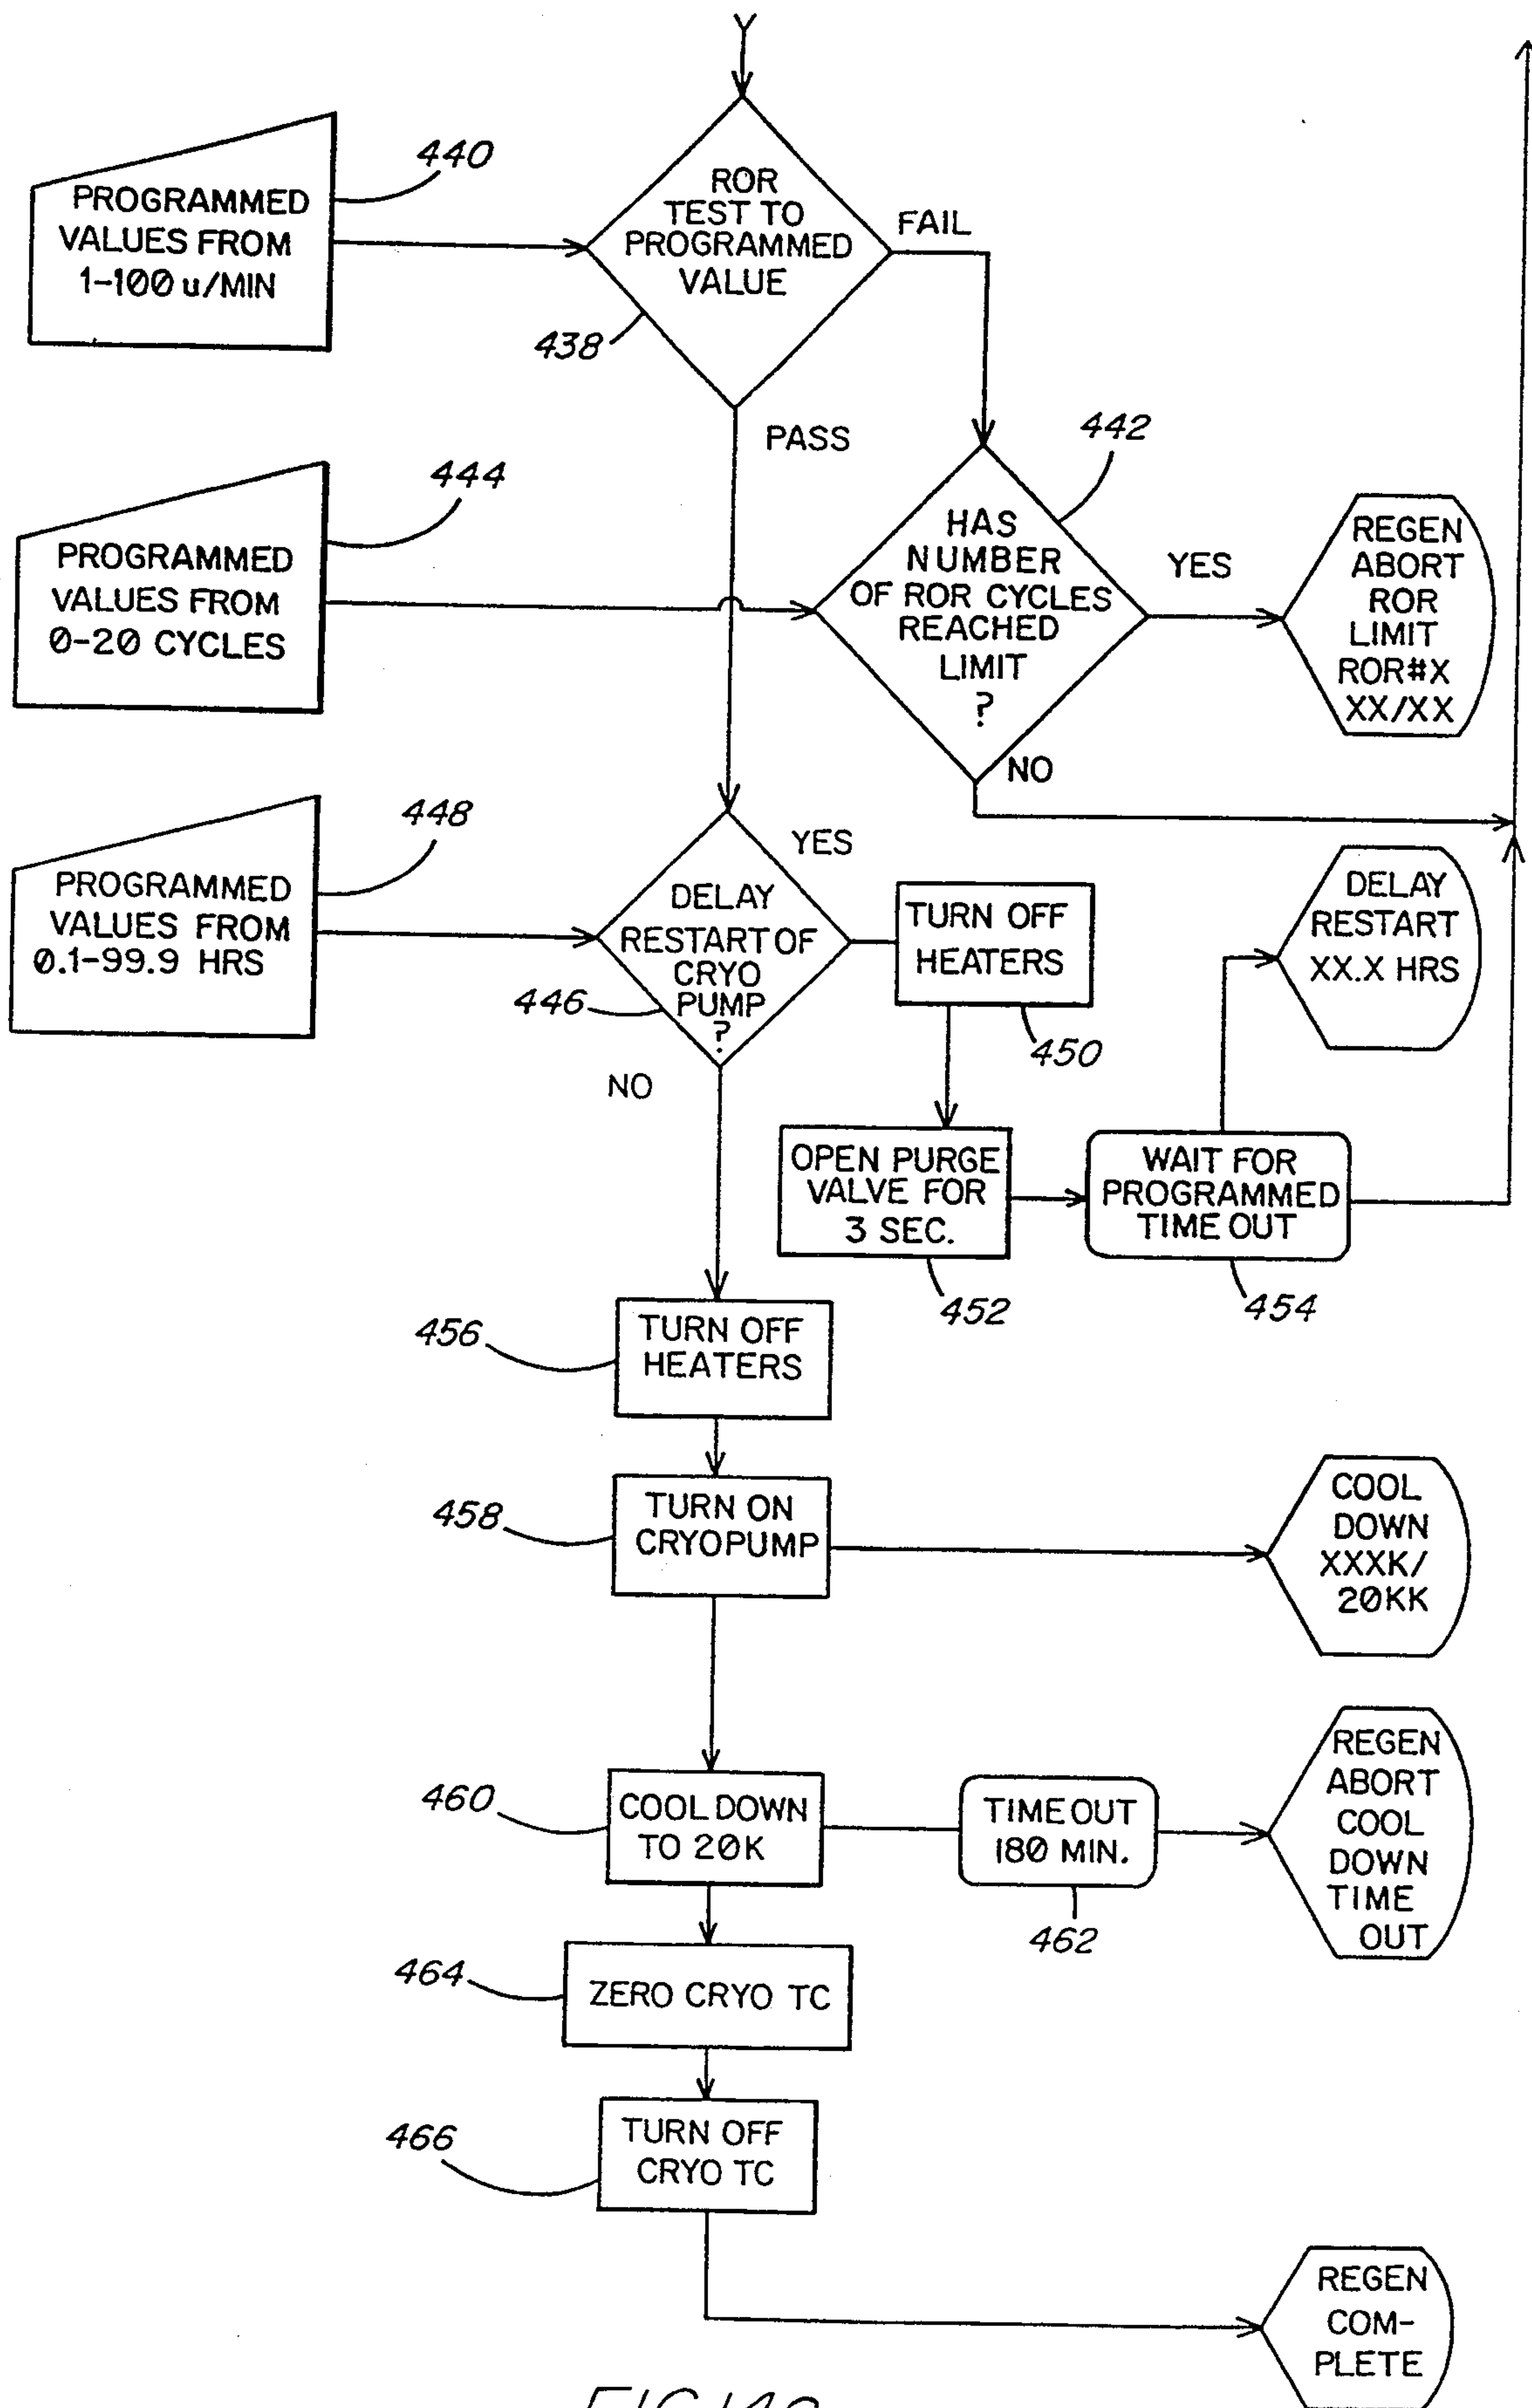 Y
440
PROGRAMMED
VALUES FROM
1-100 u/MIN
ROR
TEST TO
PROGRAMMED
VALUE
FAIL
438
PASS
442
444
PROGRAMMED
VALUES FROM
0-20 CYCLES
HAS
NUMBER
OF ROR CYCLES
REACHED
LIMIT
?
YES
REGEN
ABORT
ROR
LIMIT
ROR#X
XX/XX
NO
448
PROGRAMMED
VALUES FROM
0.1-99.9 HRS
YES
DELAY
RESTART OF
CRYO
PUMP
?
446
NO
TURN OFF
HEATERS
450
DELAY
RESTART
XX.X HRS
OPEN PURGE
VALVE FOR
3 SEC.
452
WAIT FOR
PROGRAMMED
TIME OUT
454
456
TURN OFF
HEATERS
458
TURN ON
CRYOPUMP
COOL
DOWN
XXXK/
20KK
460
COOL DOWN
TO 20K
TIME OUT
180 MIN.
462
REGEN
ABORT
COOL
DOWN
TIME
OUT
464
ZERO CRYO TC
466
TURN OFF
CRYO TC
REGEN
COM-
PLETE